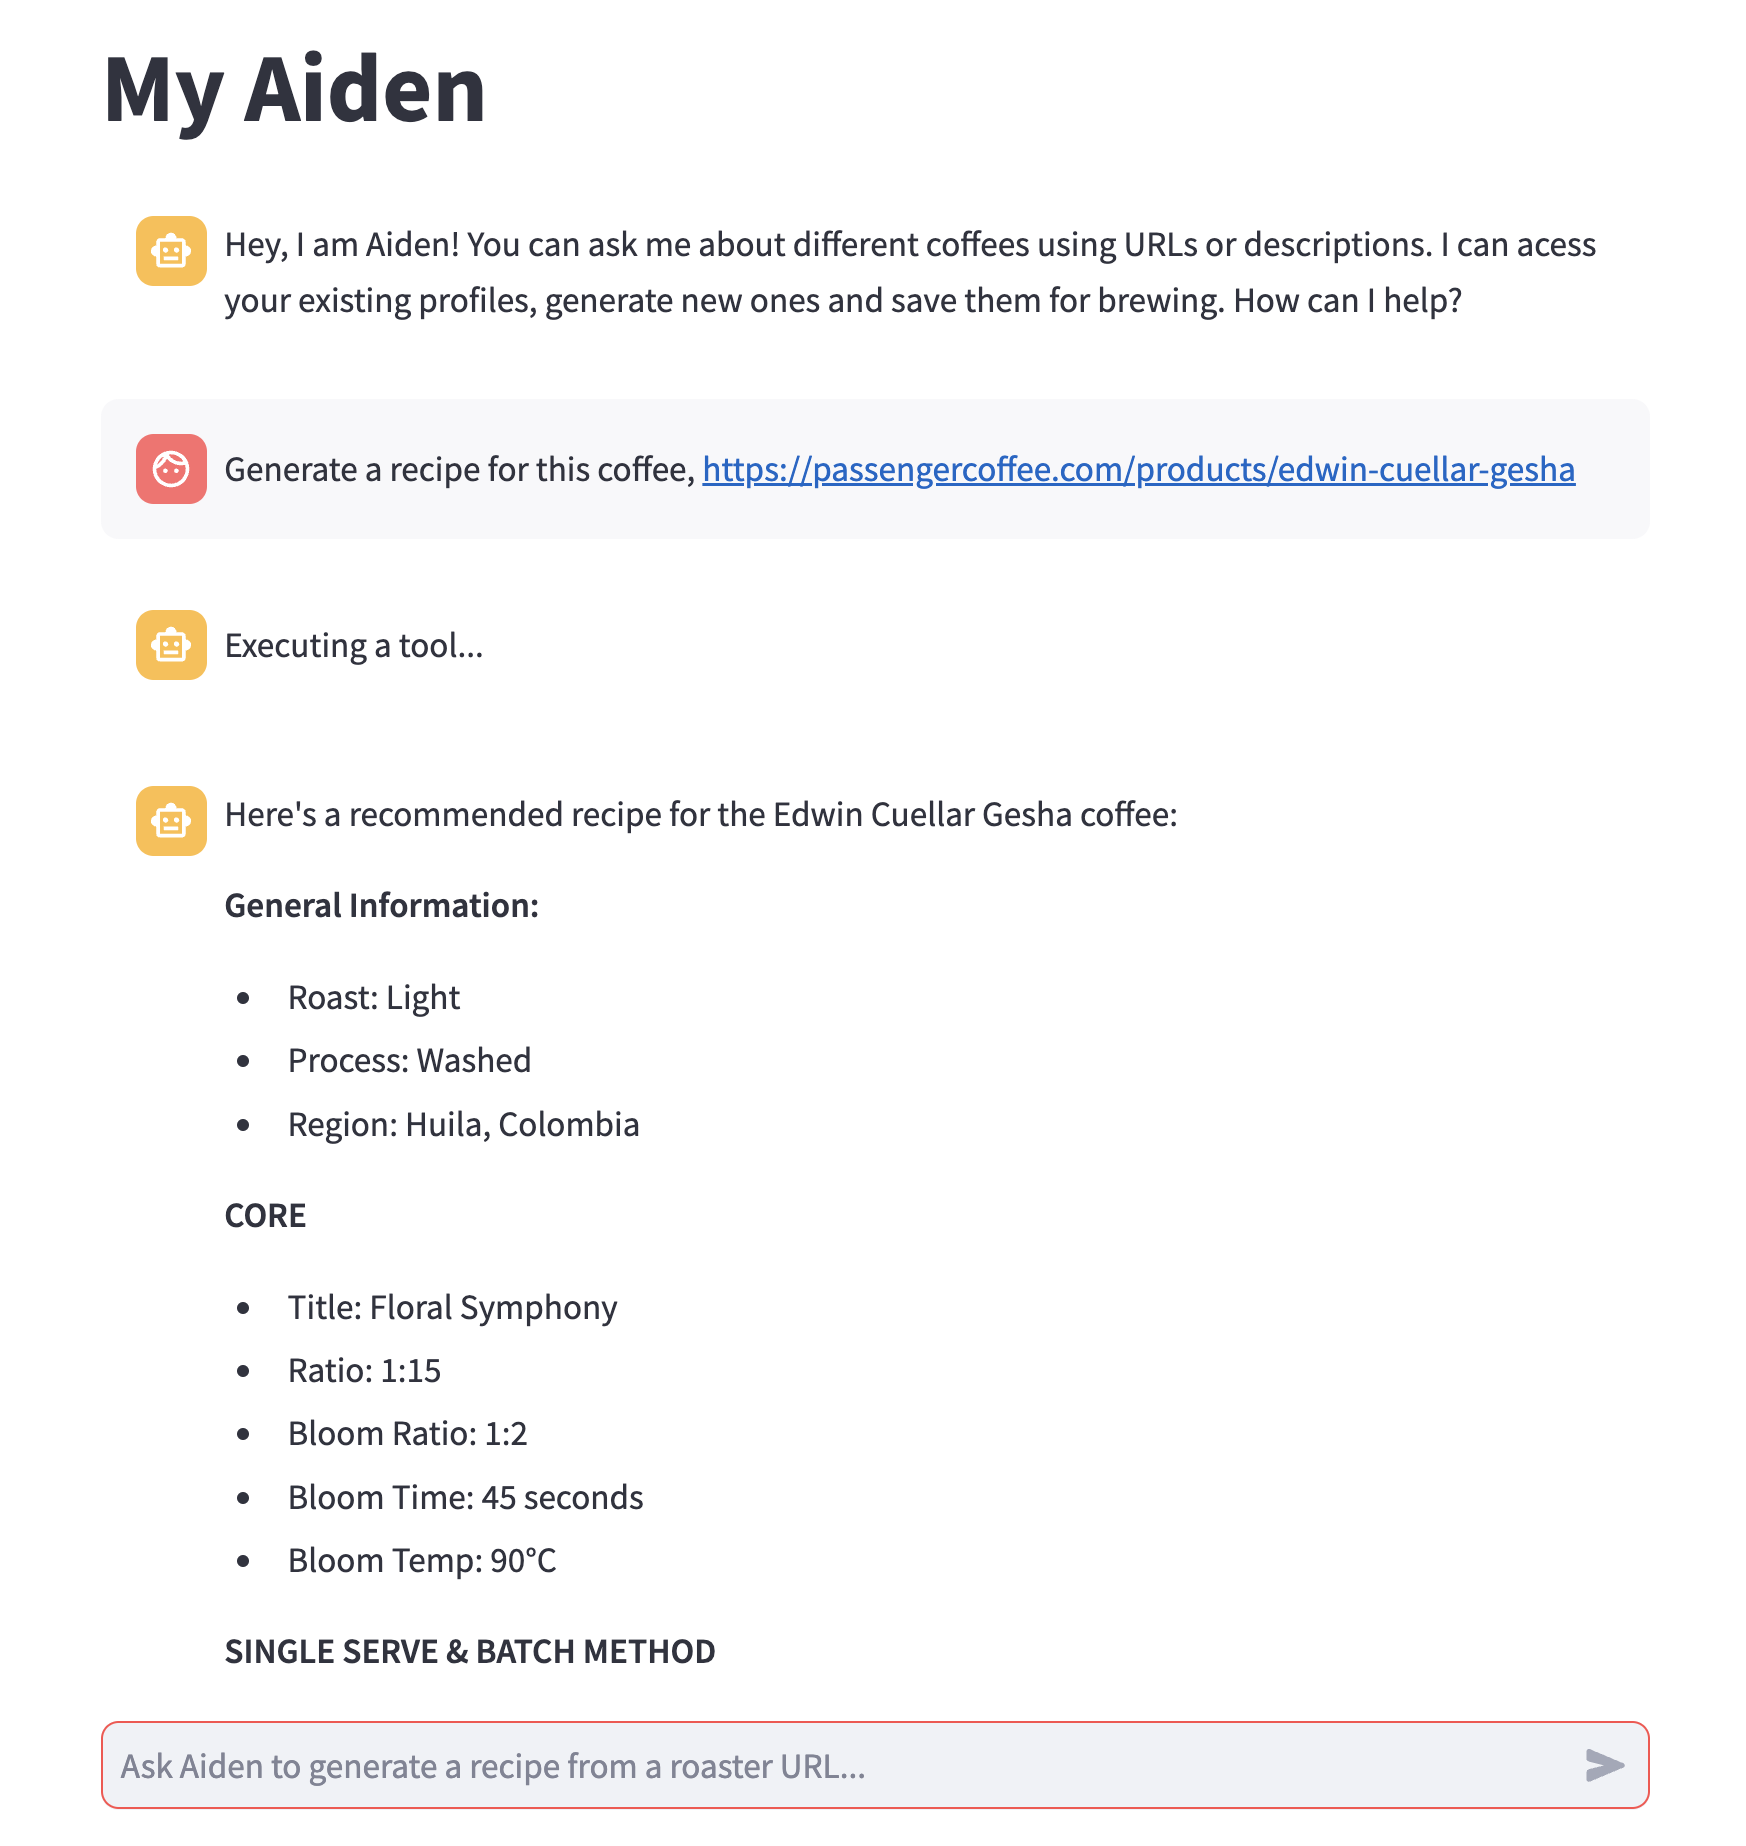 My Aiden
Hey, I am Aiden! You can ask me about different coffees using URLs or descriptions. I can acess
your existing profiles, generate new ones and save them for brewing. How can I help?
Generate a recipe for this coffee, https://passengercoffee.com/products/edwin-cuellar-gesha
Executing a tool...
Here's a recommended recipe for the Edwin Cuellar Gesha coffee:
General Information:
• Roast: Light
• Process: Washed
• Region: Huila, Colombia
CORE
• Title: Floral Symphony
• Ratio: 1:15
• Bloom Ratio: 1:2
• Bloom Time: 45 seconds
• Bloom Temp: 90°C
SINGLE SERVE & BATCH METHOD
Ask Aiden to generate a recipe from a roaster URL...